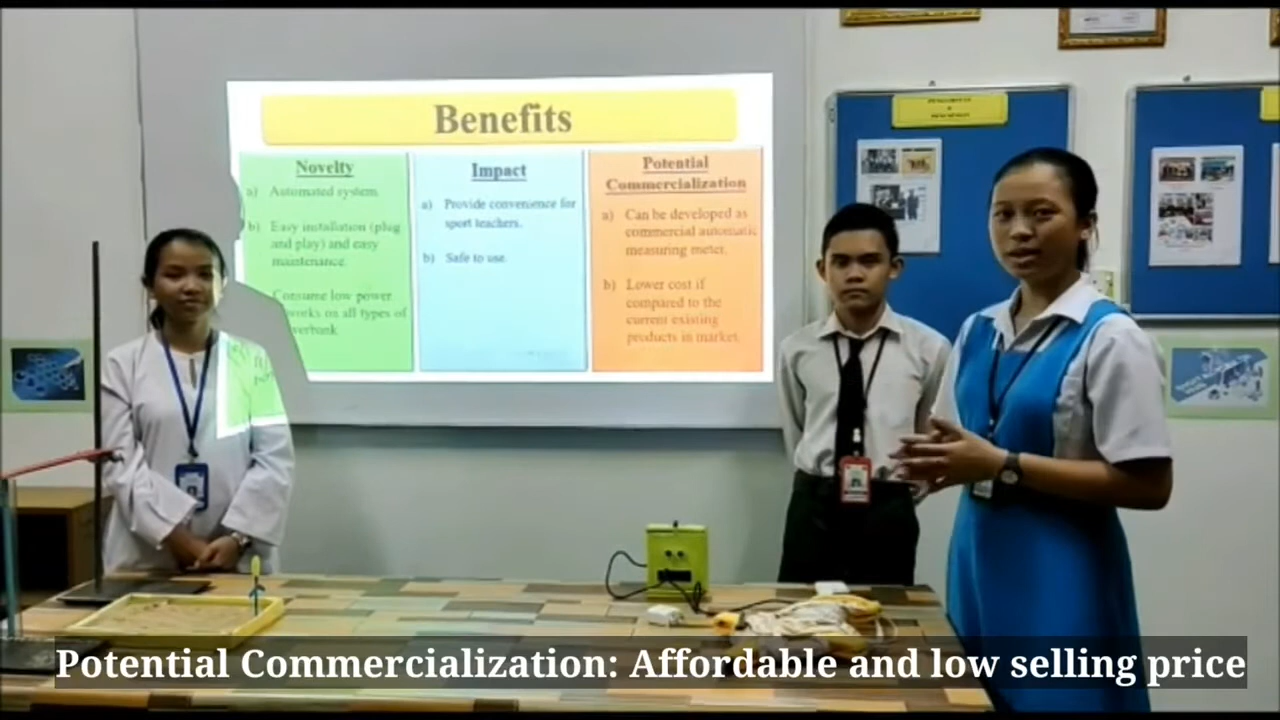 Benefits
Novelty
a) Automated system.
b) Easy installation (plug
and play) and easy
maintenance.
Consume low power
works on all types of
Impact
a) Provide convenience for
sport teachers.
b) Safe to use.
Potential
Commercialization
a) Can be developed as
commercial automatic
measuring meter.
b) Lower cost if
compared to the
current existing
products in market.
Potential Commercialization: Affordable and low selling price